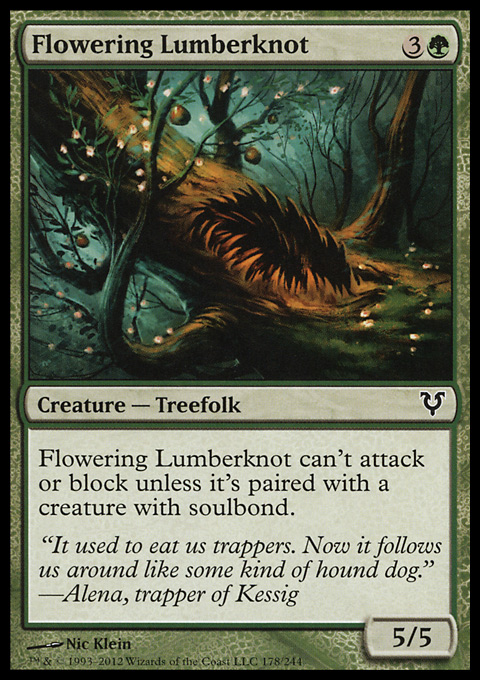 Flowering Lumberknot 3
Creature — Treefolk
Flowering Lumberknot can't attack
or block unless it's paired with a
creature with soulbond.
"It used to eat us trappers. Now it follows
us around like some kind of hound dog."
—Alena, trapper of Kessig
5/5
Nic Klein
™ & © 1993–2012 Wizards of the Coast LLC 178/244